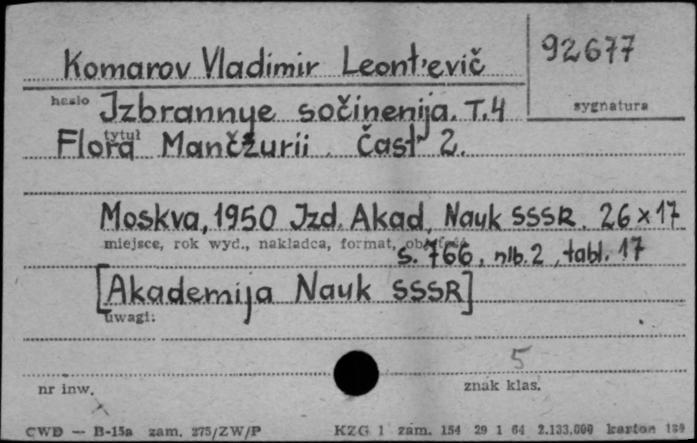 Komarov Vladimir Leont'evič
92677
hasło
sygnatura
Izbrannye sočinenija. T.4
tytuł
Flora Mančžurii. Čast' 2.
Moskva, 1950 Izd. Akad. Nauk SSSR. 26 x 17
miejsce, rok wyd., nakładca, format, objętość
s. 766, nlb. 2, tabl. 17
[Akademija Nauk SSSR]
uwagi:
5
nr inw.
znak klas.
CWD — B-15a zam. 275/ZW/P
KZG 1 zam. 154 29 1 64 2.133.000 karton